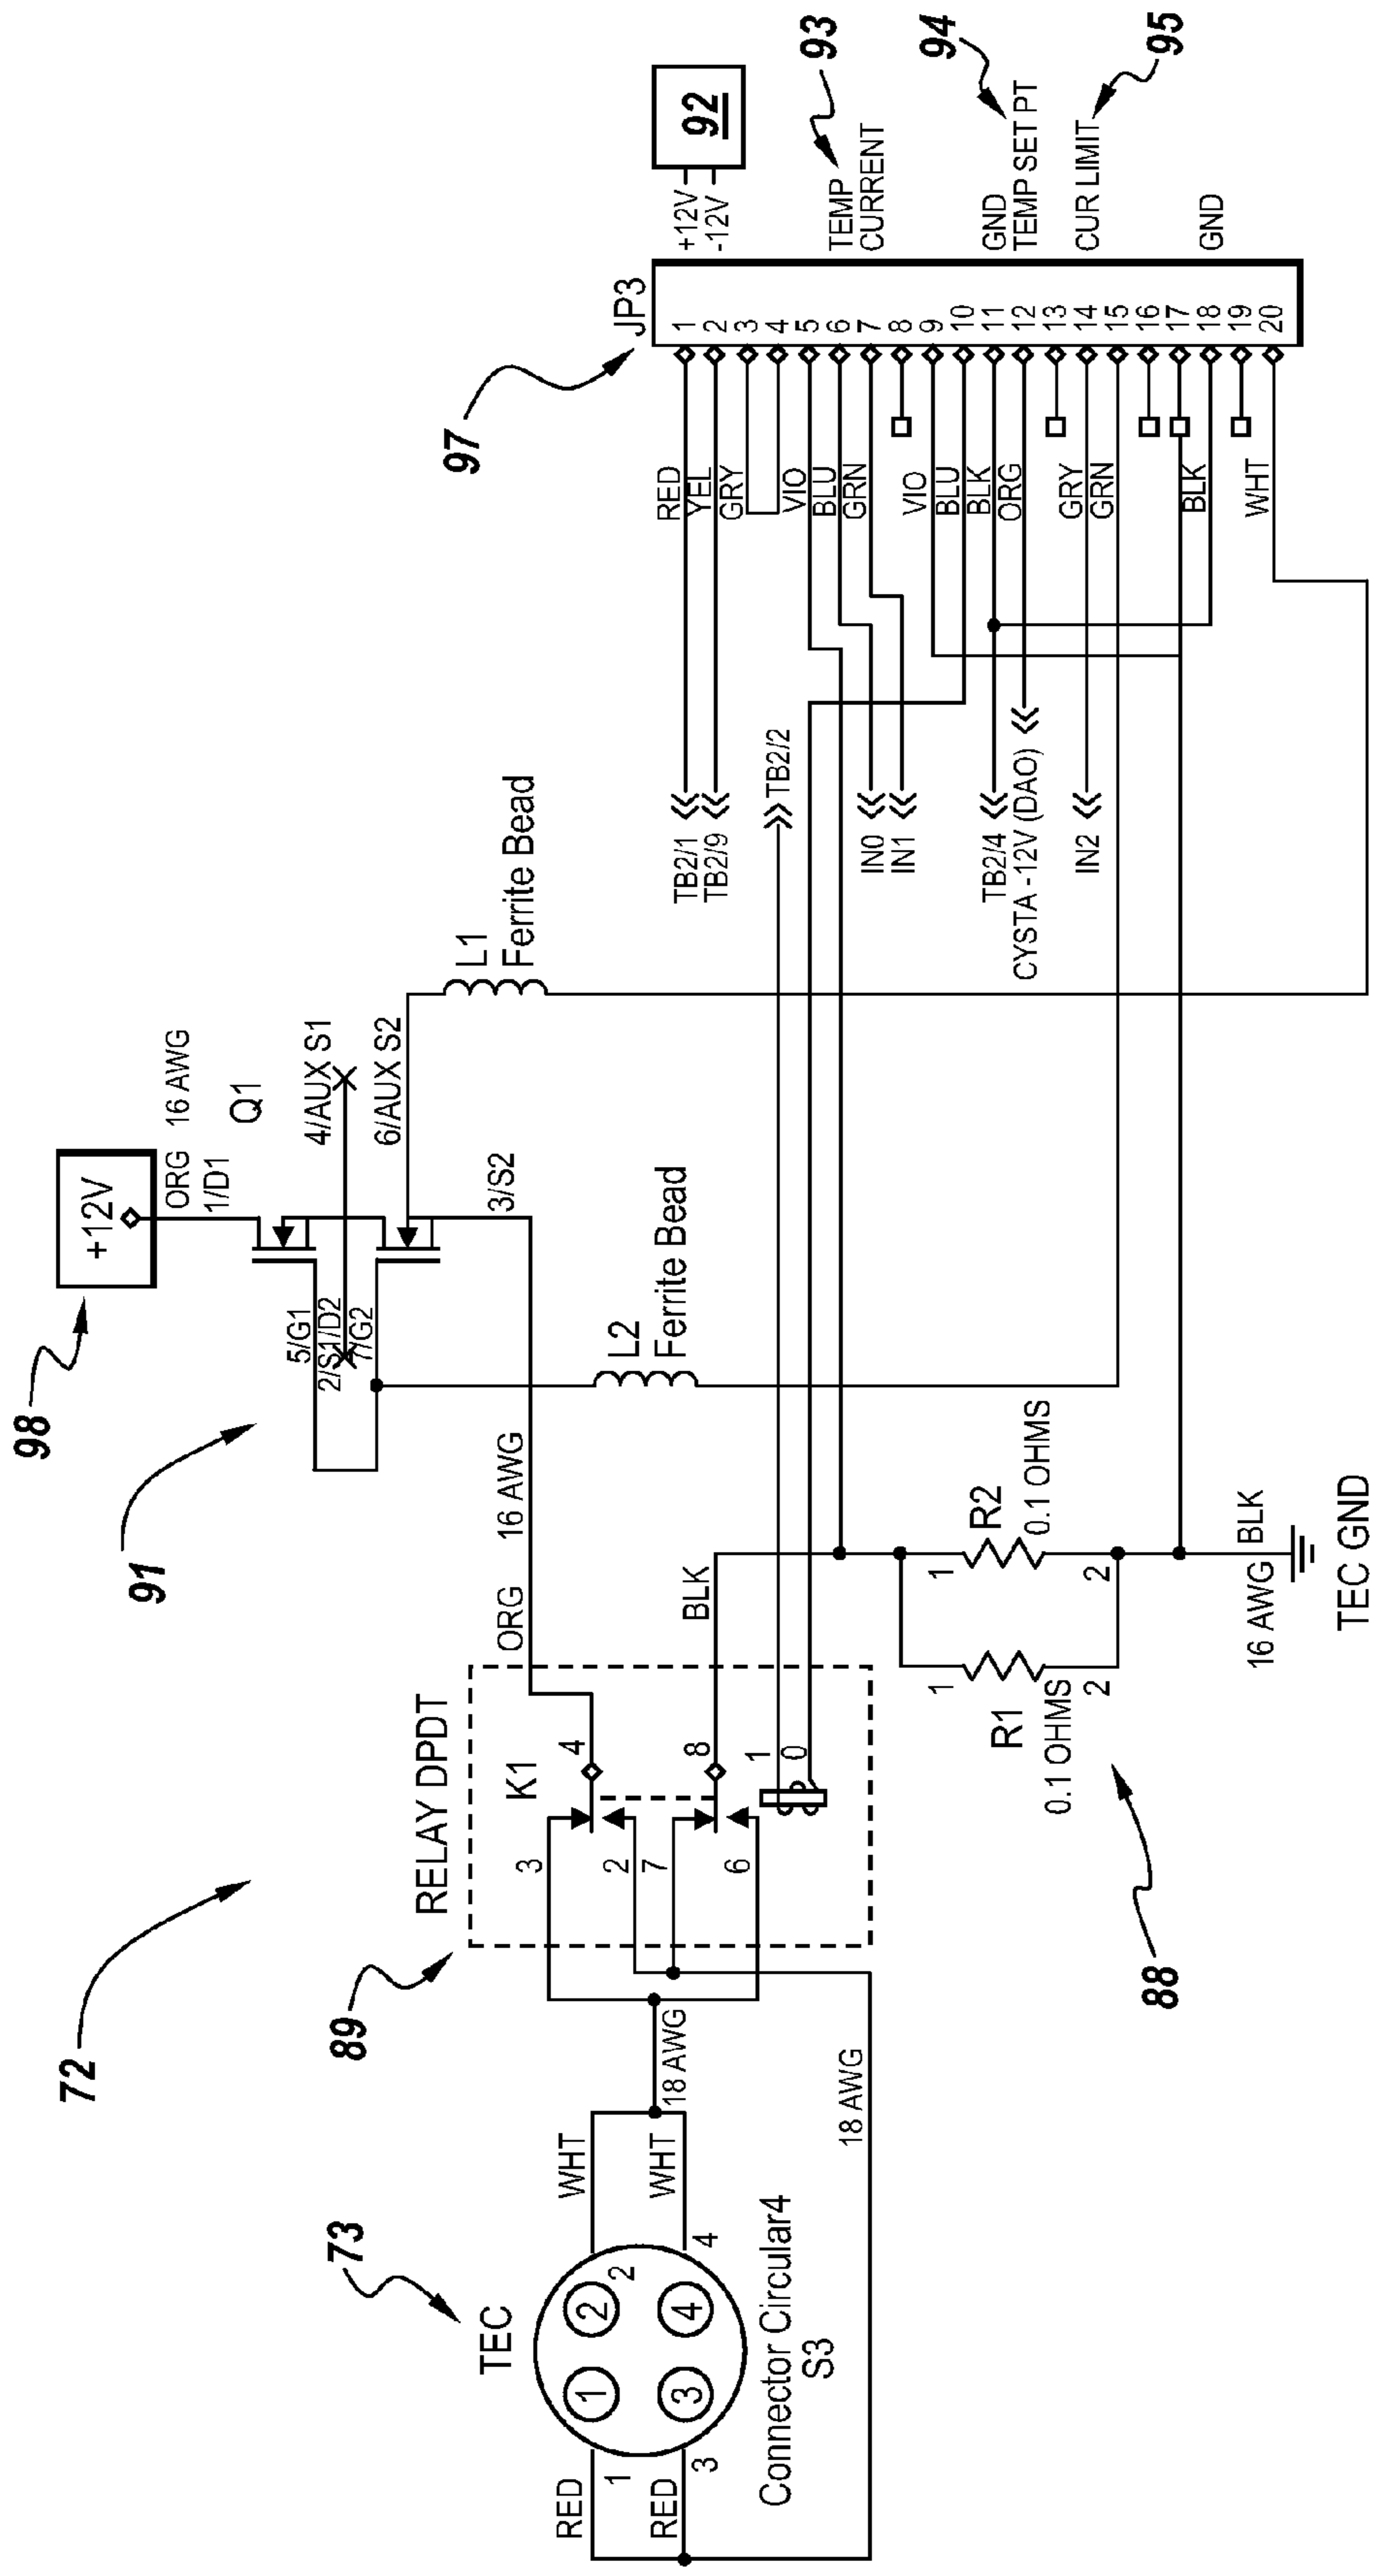 72
73
TEC
RED
1
RED
3
1
2
3
4
2
4
WHT
WHT
Connector Circular4
S3
18 AWG
18 AWG
89
RELAY DPDT
K1
3
2
7
6
4
8
1
0
ORG 16 AWG
BLK
88
R1
0.1 OHMS
1
2
R2
0.1 OHMS
1
2
16 AWG BLK
TEC GND
91
98
+12V
ORG 16 AWG
1/D1
Q1
5/G1
2/S1/D2
7/G2
4/AUX S1
6/AUX S2
3/S2
L2
Ferrite Bead
L1
Ferrite Bead
TB2/1
TB2/9
TB2/2
IN0
IN1
TB2/4
CYSTA -12V (DAO)
IN2
97
JP3
RED
YEL
GRY
VIO
BLU
GRN
VIO
BLU
BLK
ORG
GRY
GRN
BLK
WHT
1
2
3
4
5
6
7
8
9
10
11
12
13
14
15
16
17
18
19
20
+12V
-12V
92
TEMP
CURRENT
93
GND
TEMP SET PT
94
CUR LIMIT
95
GND